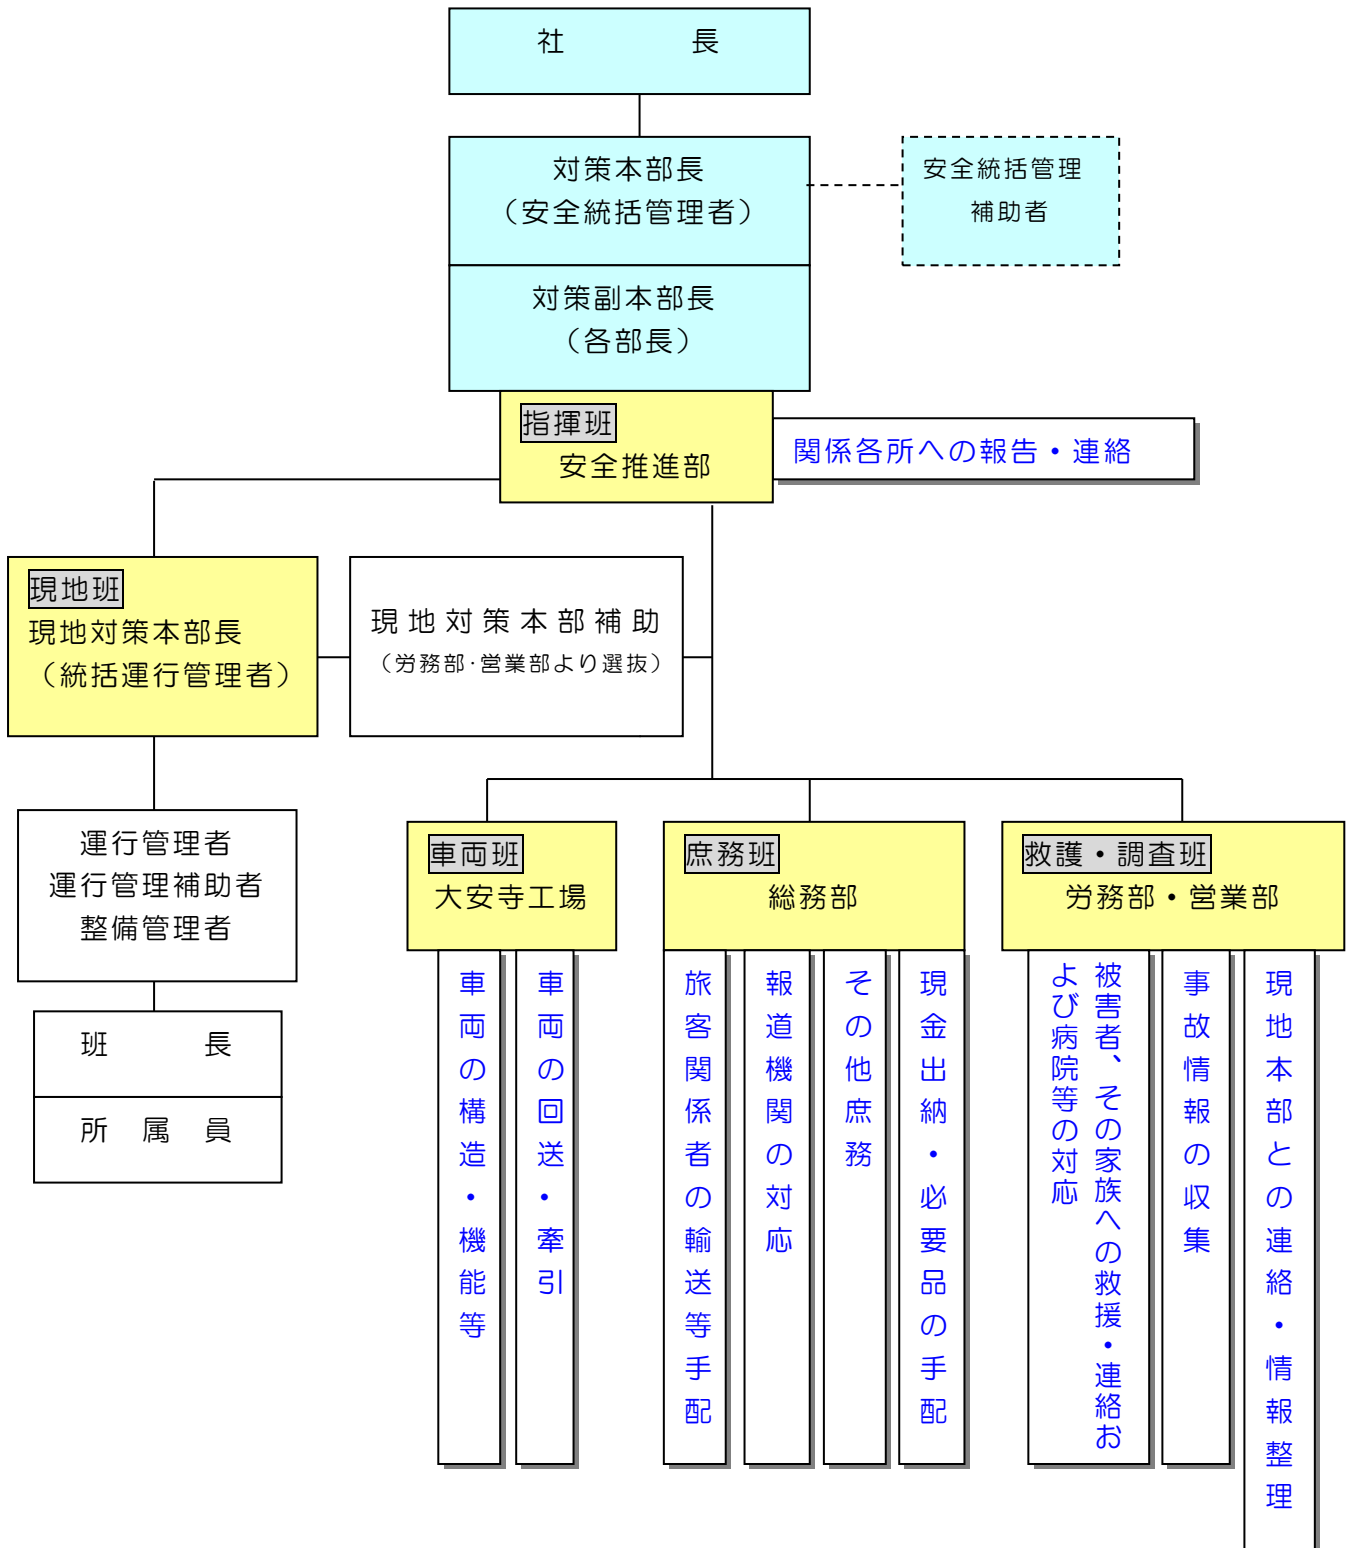 社　　　　長
対策本部長
（安全統括管理者）
安全統括管理
補助者
対策副本部長
（各部長）
指揮班
安全推進部
関係各所への報告・連絡
現地班
現地対策本部長
（統括運行管理者）
現地対策本部補助
（労務部・営業部より選抜）
運行管理者
運行管理補助者
整備管理者
班　　　長
所　属　員
車両班
大安寺工場
車両の構造・機能等
車両の回送・牽引
庶務班
総務部
旅客関係者の輸送等手配
報道機関の対応
その他庶務
現金出納・必要品の手配
救護・調査班
労務部・営業部
被害者、その家族への救援・連絡お
よび病院等の対応
事故情報の収集
現地本部との連絡・情報整理